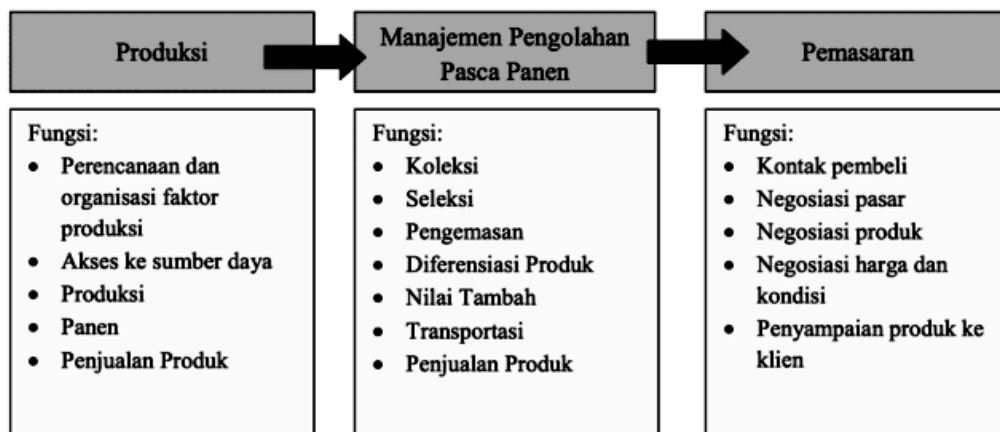 Produksi
Manajemen Pengolahan
Pasca Panen
Pemasaran
Fungsi:
• Perencanaan dan
organisasi faktor
produksi
• Akses ke sumber daya
• Produksi
• Panen
• Penjualan Produk
Fungsi:
• Koleksi
• Seleksi
• Pengemasan
• Diferensiasi Produk
• Nilai Tambah
• Transportasi
• Penjualan Produk
Fungsi:
• Kontak pembeli
• Negosiasi pasar
• Negosiasi produk
• Negosiasi harga dan
kondisi
• Penyampaian produk ke
klien